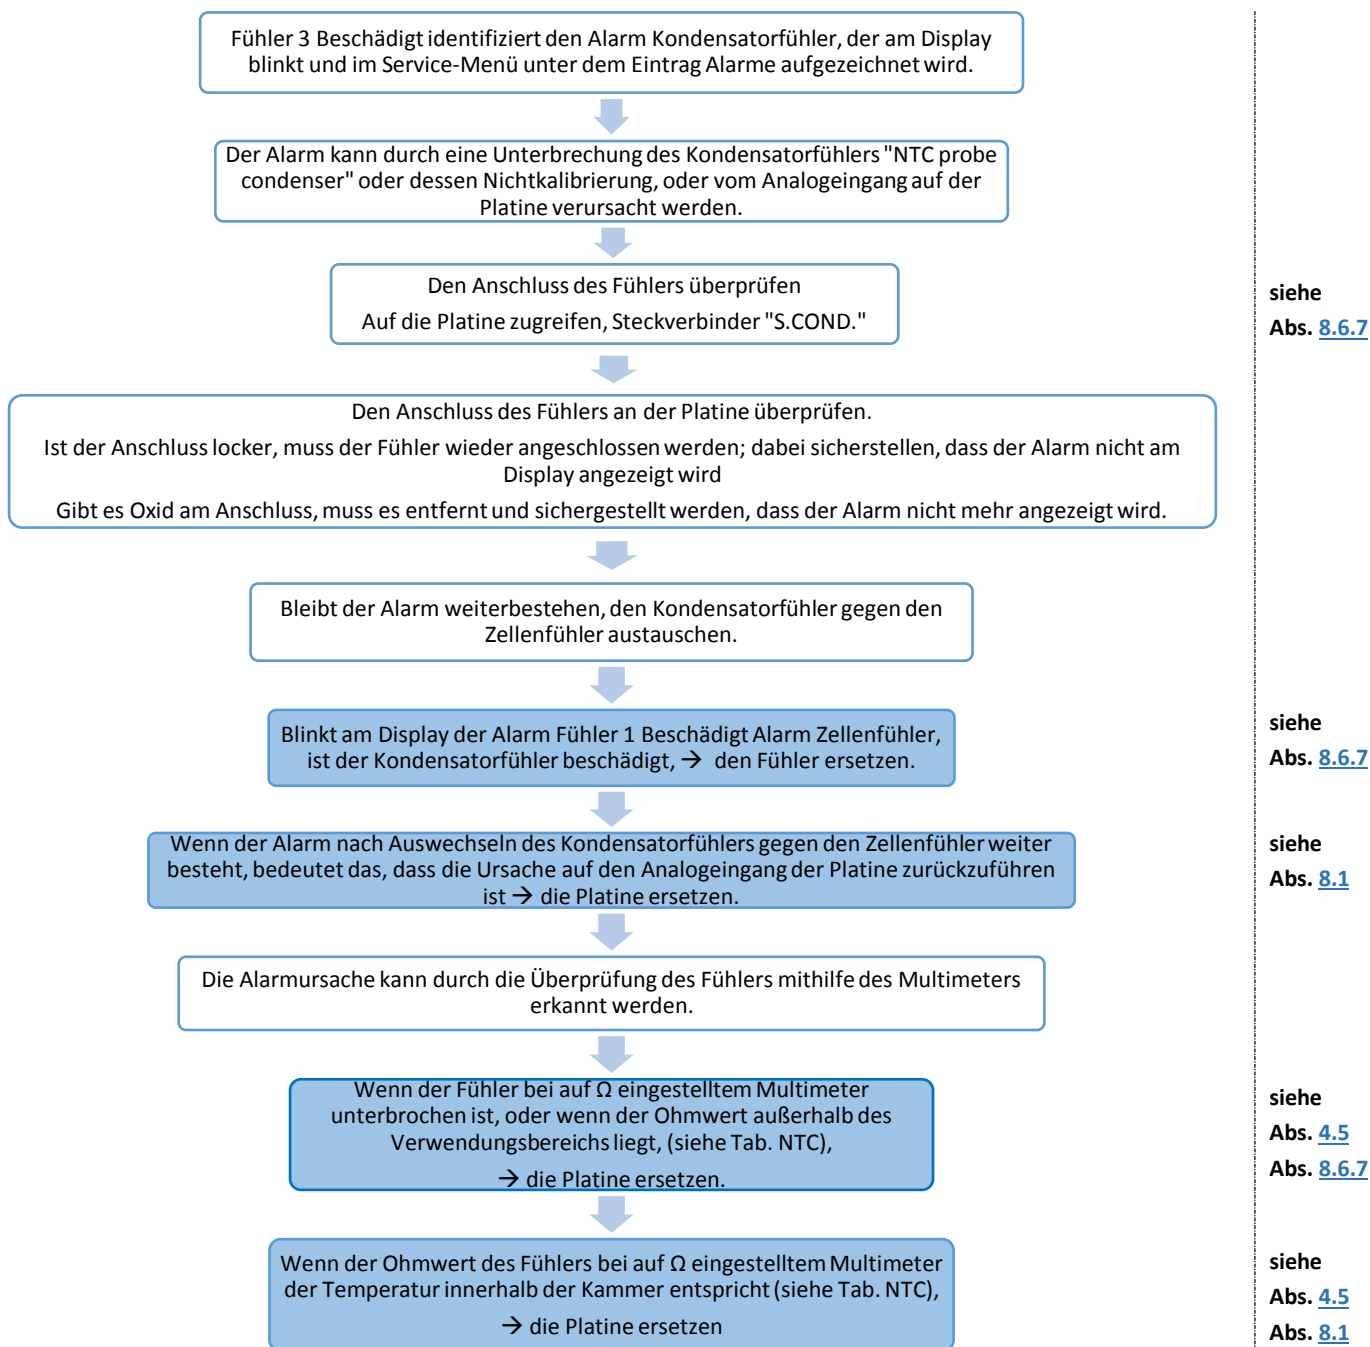 Fühler 3 Beschädigt identifiziert den Alarm Kondensatorfühler, der am Display
blinkt und im Service-Menü unter dem Eintrag Alarme aufgezeichnet wird.
Der Alarm kann durch eine Unterbrechung des Kondensatorfühlers "NTC probe
condenser" oder dessen Nichtkalibrierung, oder vom Analogeingang auf der
Platine verursacht werden.
Den Anschluss des Fühlers überprüfen
Auf die Platine zugreifen, Steckverbinder "S.COND."
siehe
Abs. 8.6.7
Den Anschluss des Fühlers an der Platine überprüfen.
Ist der Anschluss locker, muss der Fühler wieder angeschlossen werden; dabei sicherstellen, dass der Alarm nicht am
Display angezeigt wird
Gibt es Oxid am Anschluss, muss es entfernt und sichergestellt werden, dass der Alarm nicht mehr angezeigt wird.
Bleibt der Alarm weiterbestehen, den Kondensatorfühler gegen den
Zellenfühler austauschen.
Blinkt am Display der Alarm Fühler 1 Beschädigt Alarm Zellenfühler,
ist der Kondensatorfühler beschädigt, → den Fühler ersetzen.
siehe
Abs. 8.6.7
Wenn der Alarm nach Auswechseln des Kondensatorfühlers gegen den Zellenfühler weiter
besteht, bedeutet das, dass die Ursache auf den Analogeingang der Platine zurückzuführen
ist → die Platine ersetzen.
siehe
Abs. 8.1
Die Alarmursache kann durch die Überprüfung des Fühlers mithilfe des Multimeters
erkannt werden.
Wenn der Fühler bei auf Ω eingestelltem Multimeter
unterbrochen ist, oder wenn der Ohmwert außerhalb des
Verwendungsbereichs liegt, (siehe Tab. NTC),
→ die Platine ersetzen.
siehe
Abs. 4.5
Abs. 8.6.7
Wenn der Ohmwert des Fühlers bei auf Ω eingestelltem Multimeter
der Temperatur innerhalb der Kammer entspricht (siehe Tab. NTC),
→ die Platine ersetzen
siehe
Abs. 4.5
Abs. 8.1